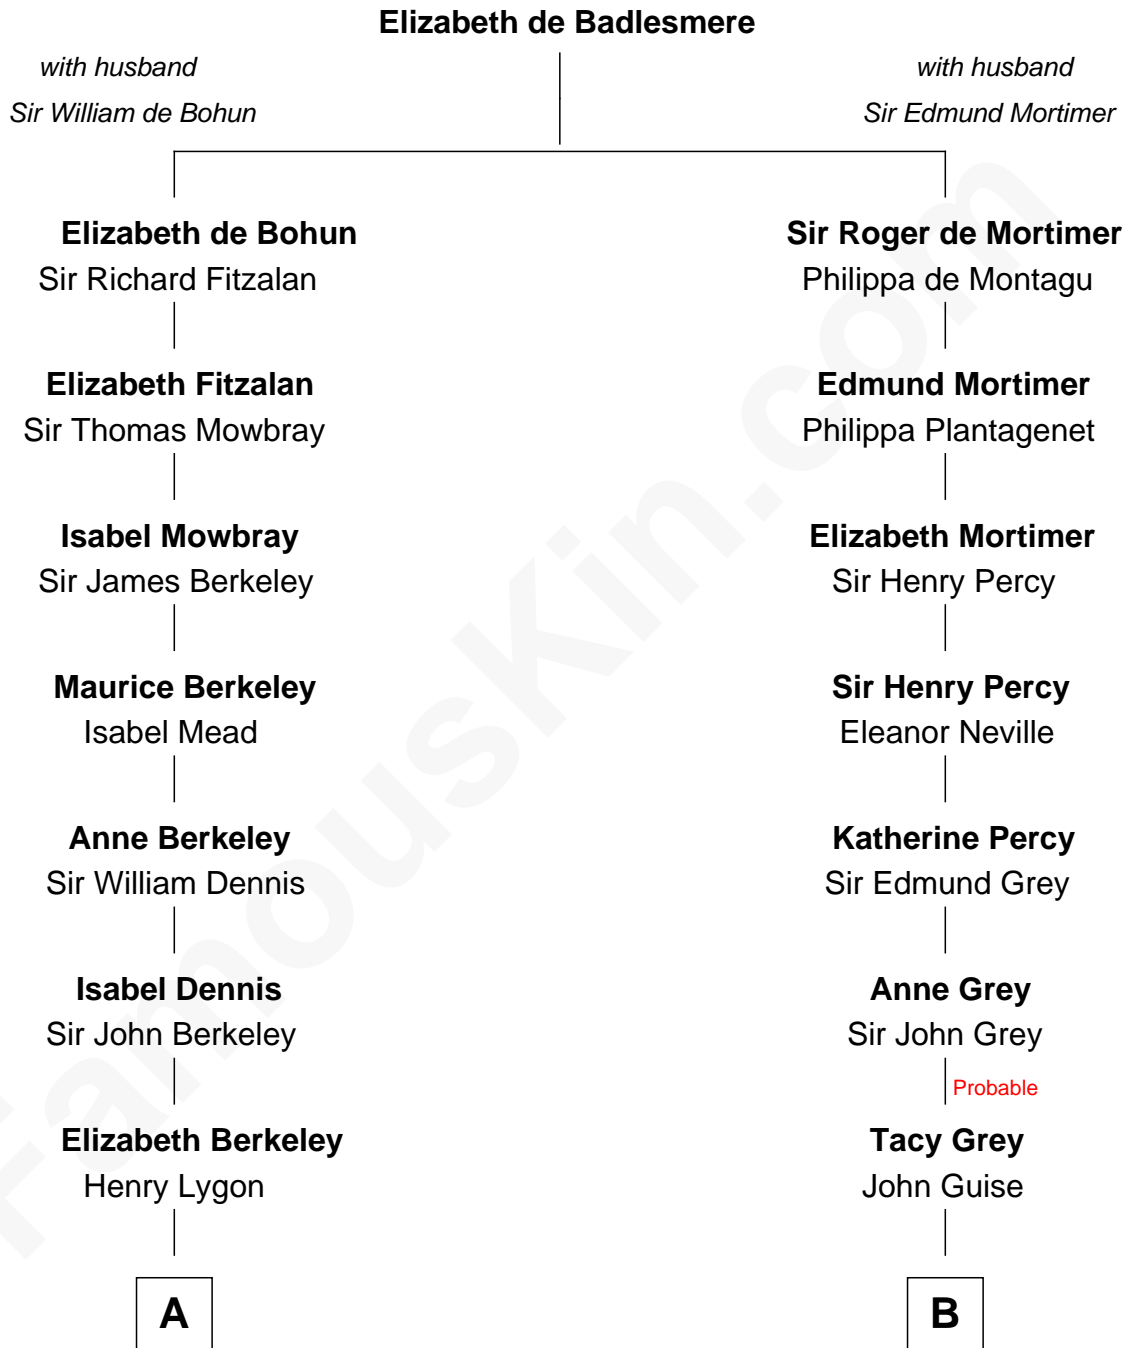 Elizabeth de Badlesmere
with husband
Sir William de Bohun
with husband
Sir Edmund Mortimer
Elizabeth de Bohun
Sir Richard Fitzalan
Sir Roger de Mortimer
Philippa de Montagu
Elizabeth Fitzalan
Sir Thomas Mowbray
Edmund Mortimer
Philippa Plantagenet
Isabel Mowbray
Sir James Berkeley
Elizabeth Mortimer
Sir Henry Percy
Maurice Berkeley
Isabel Mead
Sir Henry Percy
Eleanor Neville
Anne Berkeley
Sir William Dennis
Katherine Percy
Sir Edmund Grey
Isabel Dennis
Sir John Berkeley
Anne Grey
Sir John Grey
Probable
Elizabeth Berkeley
Henry Lygon
Tacy Grey
John Guise
A
B
FamousKin.com